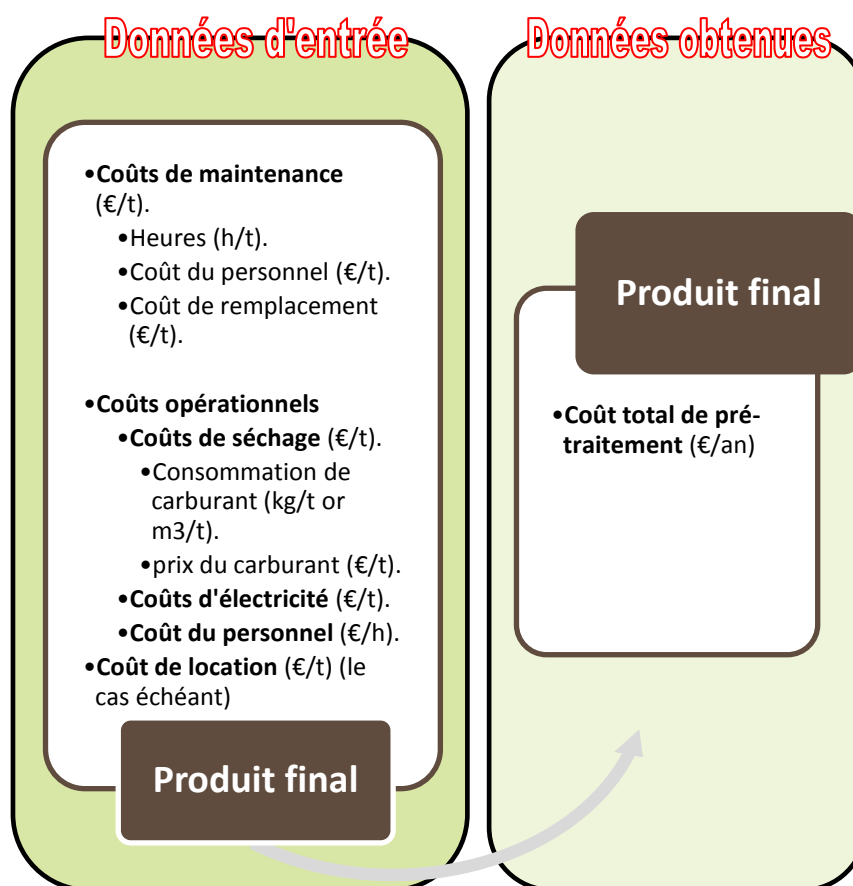 Données d'entrée
•Coûts de maintenance
(€/t).
•Heures (h/t).
•Coût du personnel (€/t).
•Coût de remplacement
(€/t).
•Coûts opérationnels
•Coûts de séchage (€/t).
•Consommation de
carburant (kg/t or
m3/t).
•prix du carburant (€/t).
•Coûts d'électricité (€/t).
•Coût du personnel (€/h).
•Coût de location (€/t) (le
cas échéant)
Produit final
Données obtenues
Produit final
•Coût total de pré-
traitement (€/an)